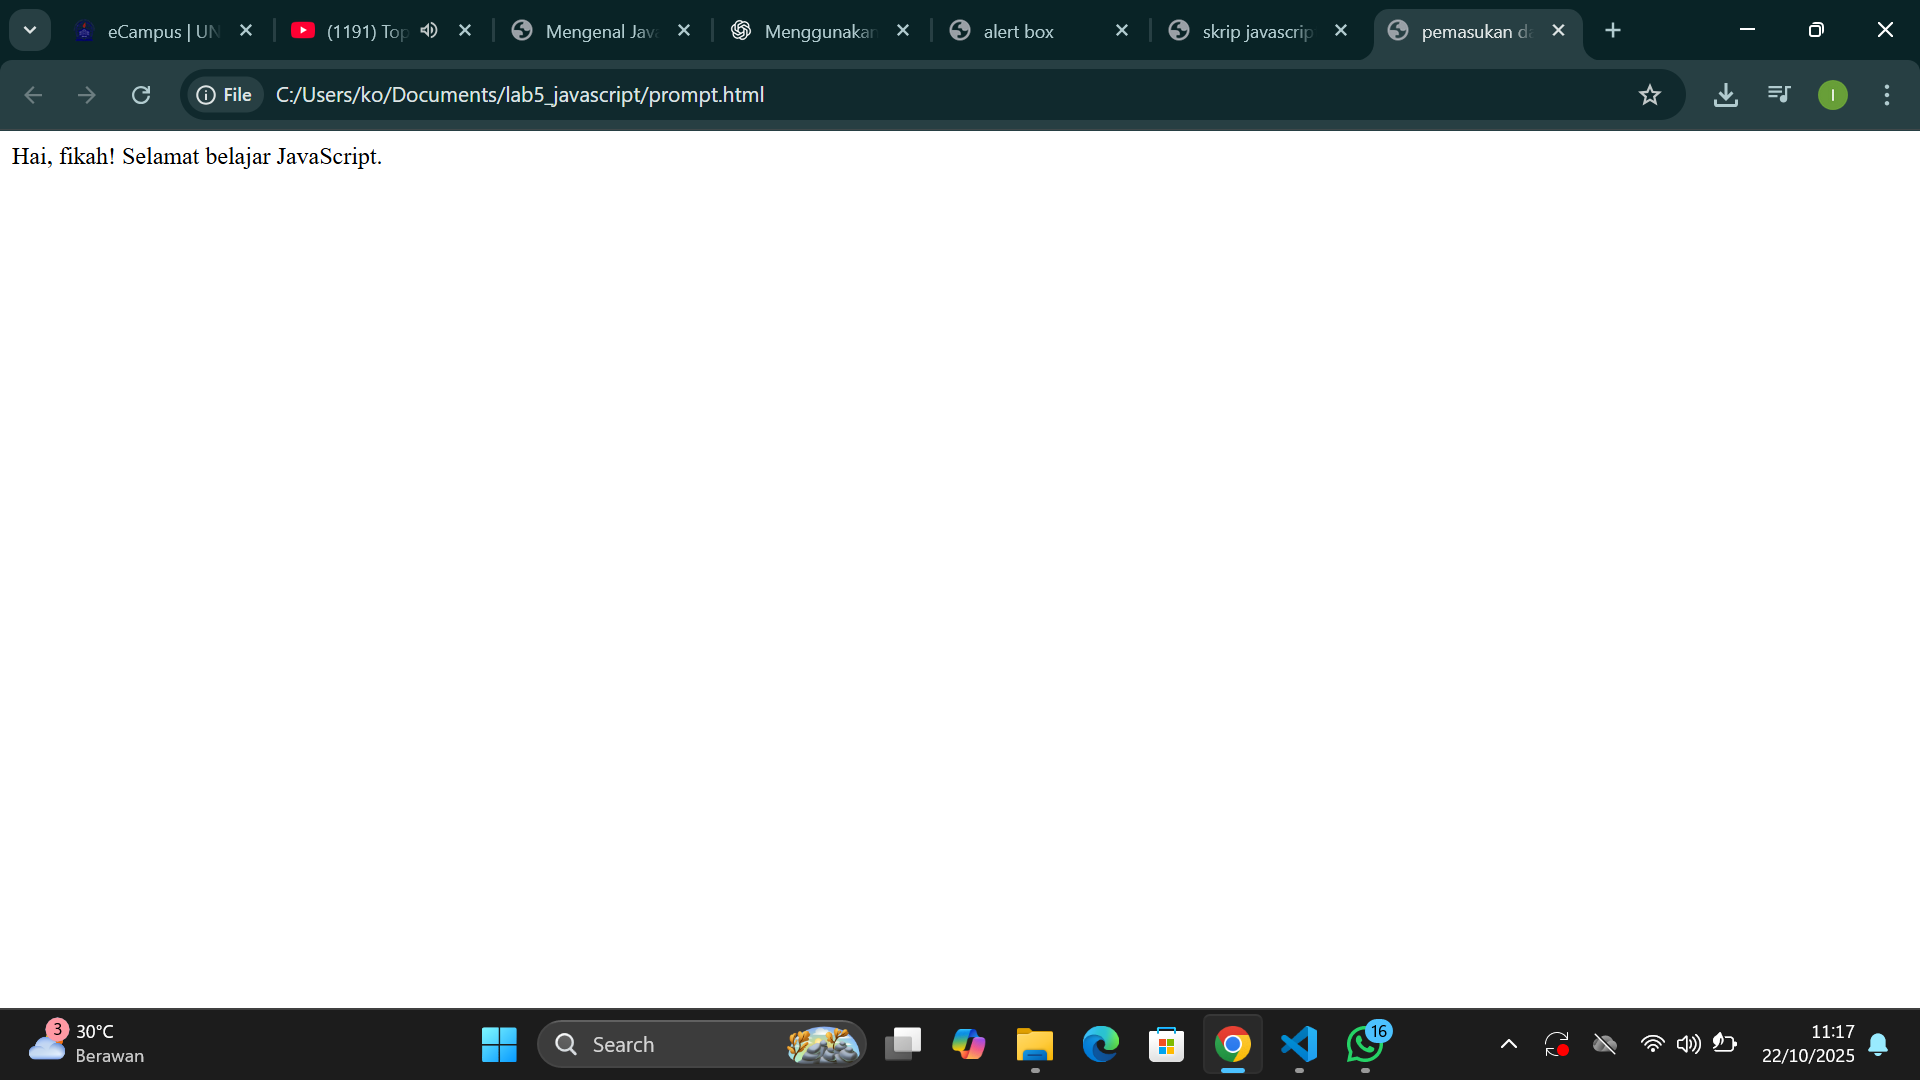 eCampus | UN
(1191) Top
Mengenal Java
Menggunakan
alert box
skrip javascrip
pemasukan da
File
C:/Users/ko/Documents/lab5_javascript/prompt.html
I
Hai, fikah! Selamat belajar JavaScript.
3
30°C
Berawan
Search
16
11:17
22/10/2025